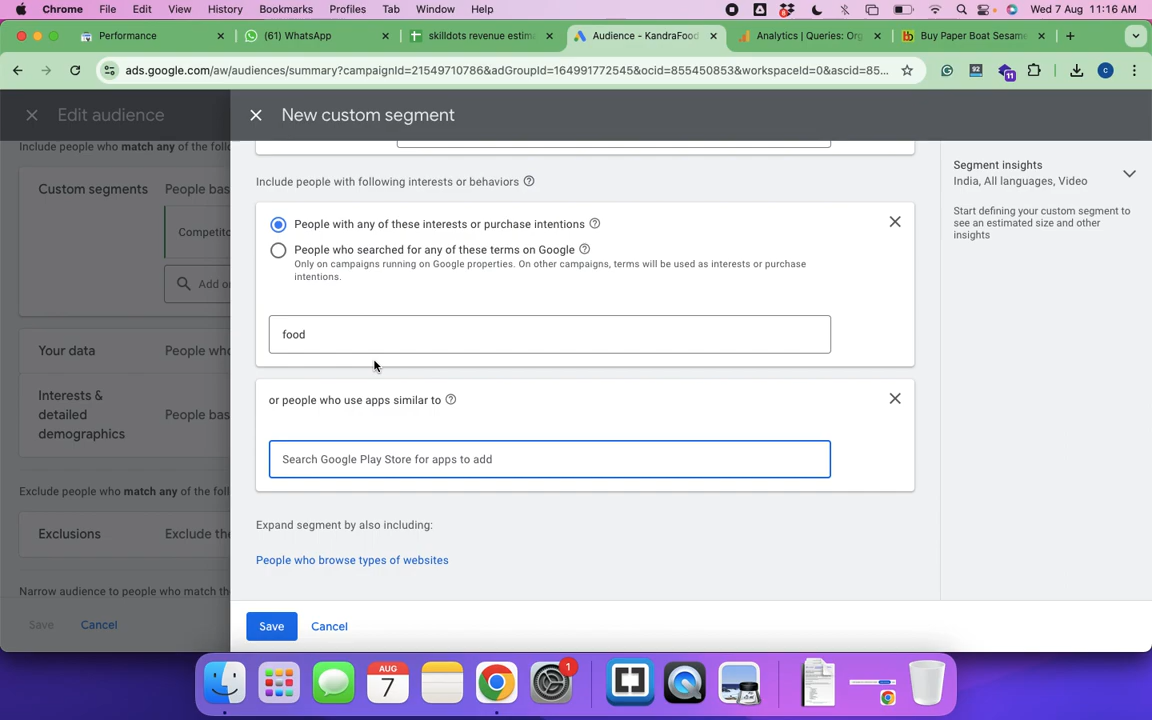 Chrome File Edit View History Bookmarks Profiles Tab Window Help Wed 7 Aug 11:16 AM
Performance (61) WhatsApp skilldots revenue estim Audience - KandraFood Analytics | Queries: Org Buy Paper Boat Sesame
ads.google.com/aw/audiences/summary?campaignId=21549710786&adGroupId=164991772545&ocid=855450853&workspaceId=0&ascid=85... 92 11 c
Edit audience
New custom segment
Include people who match any of the foll
Custom segments People bas
Competito
Add o
Your data People who
Interests &
detailed
demographics
People bas
Exclude people who match any of the foll
Exclusions Exclude the
Narrow audience to people who match the
Save Cancel
Include people with following interests or behaviors
People with any of these interests or purchase intentions
People who searched for any of these terms on Google
Only on campaigns running on Google properties. On other campaigns, terms will be used as interests or purchase
intentions.
food
or people who use apps similar to
Search Google Play Store for apps to add
Expand segment by also including:
People who browse types of websites
Save Cancel
Segment insights
India, All languages, Video
Start defining your custom segment to
see an estimated size and other
insights
AUG
7
1